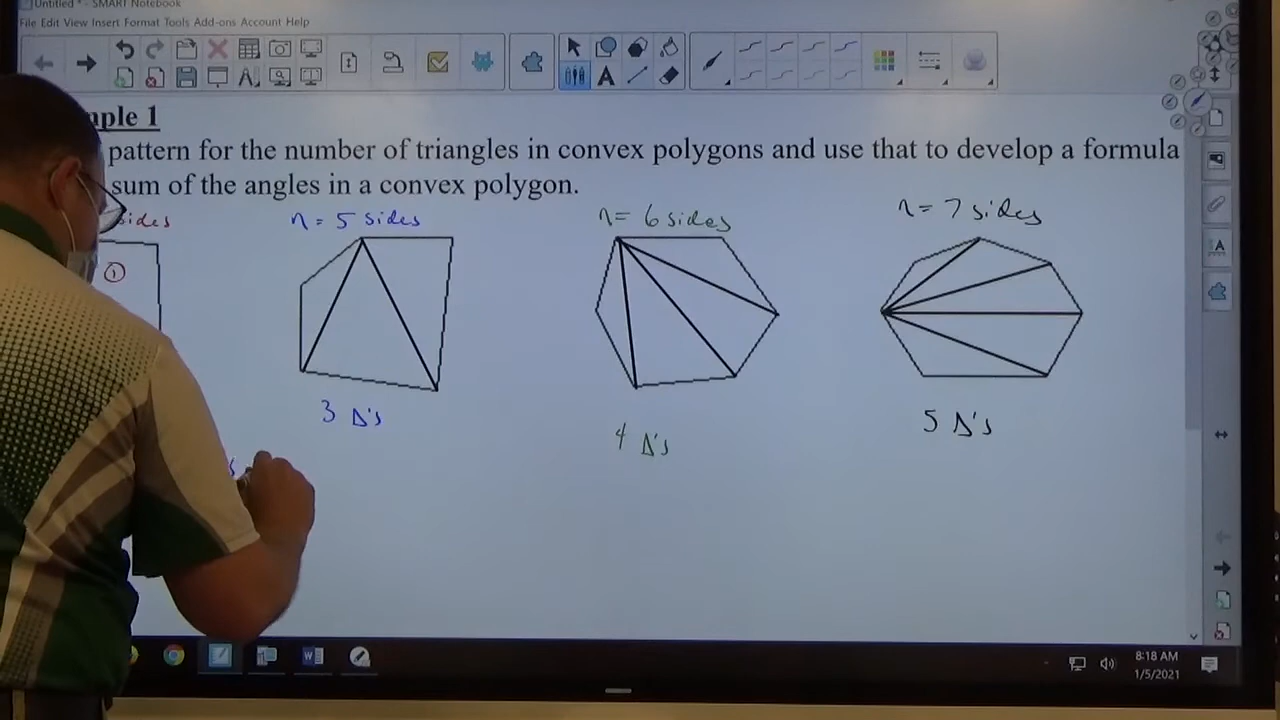 Untitled * - SMART Notebook
File Edit View Insert Format Tools Add-ons Account Help
ple 1
pattern for the number of triangles in convex polygons and use that to develop a formula
sum of the angles in a convex polygon.
sides
n = 5 sides
n = 6 sides
n = 7 sides
①
3 Δ's
4 Δ's
5 Δ's
8:18 AM
1/5/2021